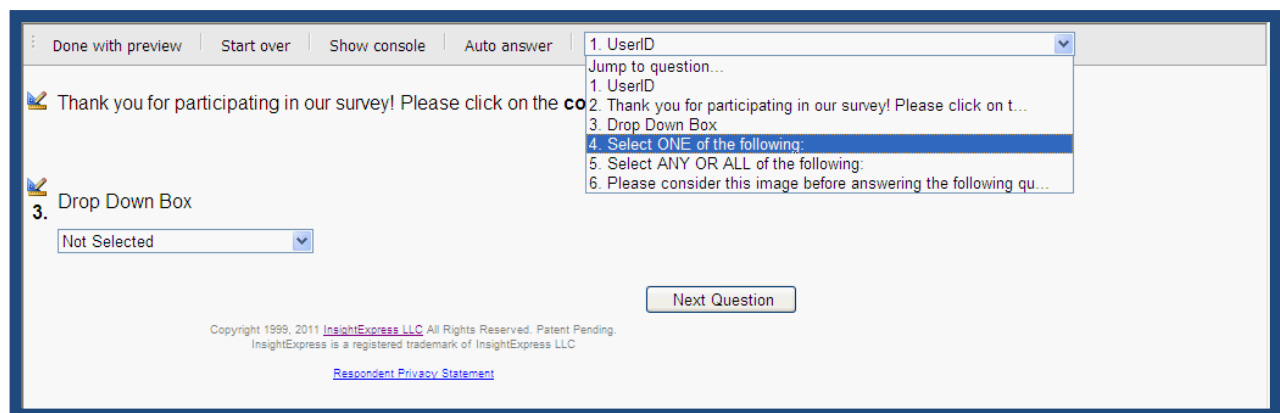 Done with preview Start over Show console Auto answer 1. UserID
Jump to question...
1. UserID
Thank you for participating in our survey! Please click on the co
2. Thank you for participating in our survey! Please click on t...
3. Drop Down Box
4. Select ONE of the following:
5. Select ANY OR ALL of the following:
6. Please consider this image before answering the following qu...
3. Drop Down Box
Not Selected
Next Question
Copyright 1999, 2011 InsightExpress LLC All Rights Reserved. Patent Pending.
InsightExpress is a registered trademark of InsightExpress LLC
Respondent Privacy Statement